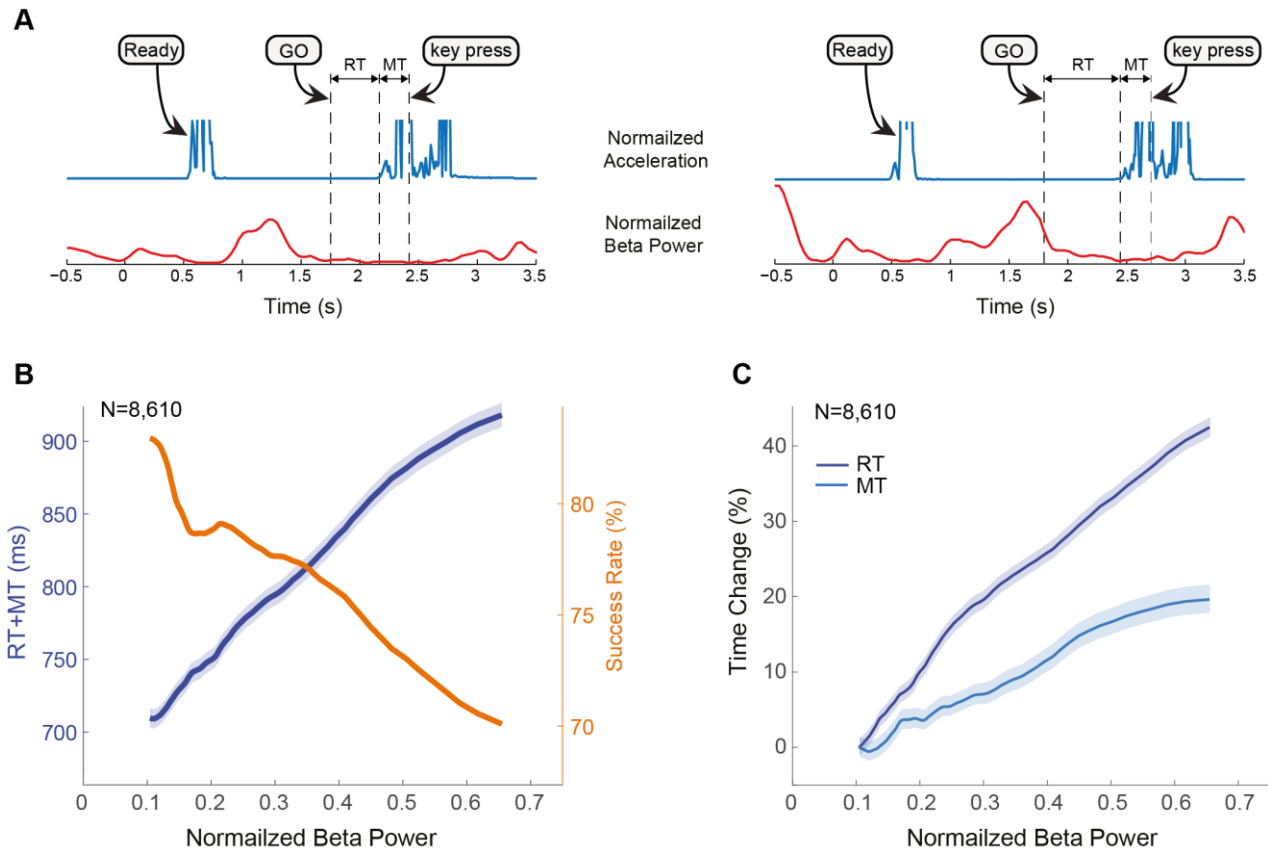 A
Ready
GO
key press
RT
MT
Ready
GO
key press
RT
MT
Normailzed
Acceleration
Normailzed
Beta Power
−0.5
0
0.5
1
1.5
2
2.5
3
3.5
Time (s)
−0.5
0
0.5
1
1.5
2
2.5
3
3.5
Time (s)
B
N=8,610
900
850
800
750
700
RT+MT (ms)
80
75
70
Success Rate (%)
0
0.1
0.2
0.3
0.4
0.5
0.6
0.7
Normailzed Beta Power
C
N=8,610
RT
MT
40
30
20
10
0
Time Change (%)
0
0.1
0.2
0.3
0.4
0.5
0.6
0.7
Normailzed Beta Power